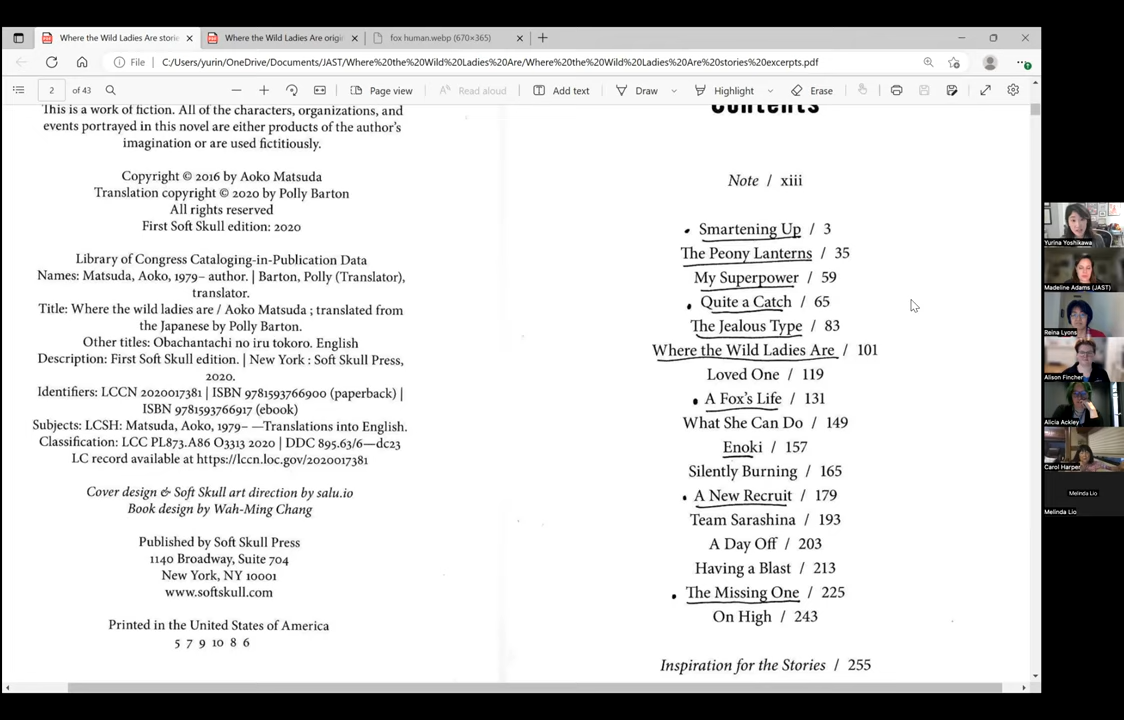 Where the Wild Ladies Are storie
Where the Wild Ladies Are origi
fox human.webp (670×365)
File
C:/Users/yurin/OneDrive/Documents/JAST/Where%20the%20Wild%20Ladies%20Are/Where%20the%20Wild%20Ladies%20Are%20stories%20excerpts.pdf
2 of 43
Page view
Read aloud
Add text
Draw
Highlight
Erase
This is a work of fiction. All of the characters, organizations, and
events portrayed in this novel are either products of the author's
imagination or are used fictitiously.
Copyright © 2016 by Aoko Matsuda
Translation copyright © 2020 by Polly Barton
All rights reserved
First Soft Skull edition: 2020
Library of Congress Cataloging-in-Publication Data
Names: Matsuda, Aoko, 1979– author. | Barton, Polly (Translator),
translator.
Title: Where the wild ladies are / Aoko Matsuda ; translated from
the Japanese by Polly Barton.
Other titles: Obachantachi no iru tokoro. English
Description: First Soft Skull edition. | New York : Soft Skull Press,
2020.
Identifiers: LCCN 2020017381 | ISBN 9781593766900 (paperback) |
ISBN 9781593766917 (ebook)
Subjects: LCSH: Matsuda, Aoko, 1979– —Translations into English.
Classification: LCC PL873.A86 O3313 2020 | DDC 895.63/6—dc23
LC record available at https://lccn.loc.gov/2020017381
Cover design & Soft Skull art direction by salu.io
Book design by Wah-Ming Chang
Published by Soft Skull Press
1140 Broadway, Suite 704
New York, NY 10001
www.softskull.com
Printed in the United States of America
5 7 9 10 8 6
Contents
Note / xiii
Smartening Up / 3
The Peony Lanterns / 35
My Superpower / 59
Quite a Catch / 65
The Jealous Type / 83
Where the Wild Ladies Are / 101
Loved One / 119
A Fox's Life / 131
What She Can Do / 149
Enoki / 157
Silently Burning / 165
A New Recruit / 179
Team Sarashina / 193
A Day Off / 203
Having a Blast / 213
The Missing One / 225
On High / 243
Inspiration for the Stories / 255
Yurina Yoshikawa
Madeline Adams (JAST)
Reina Lyons
Alison Fincher
Alicia Ackley
Carol Harper
Melinda Lio
Melinda Lio